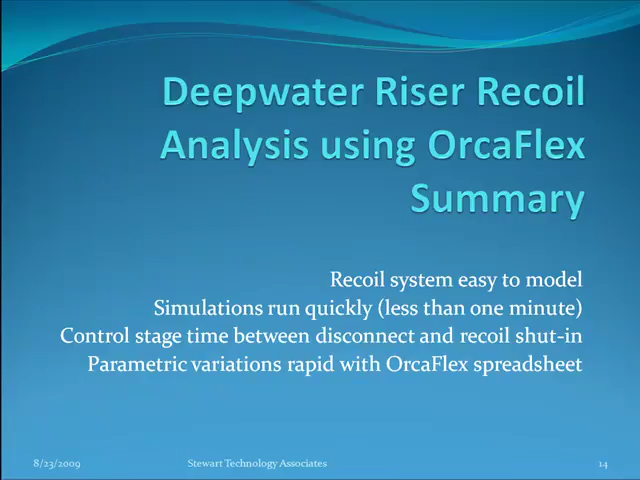 Deepwater Riser Recoil
Analysis using OrcaFlex
Summary
Recoil system easy to model
Simulations run quickly (less than one minute)
Control stage time between disconnect and recoil shut-in
Parametric variations rapid with OrcaFlex spreadsheet
8/23/2009 Stewart Technology Associates 14